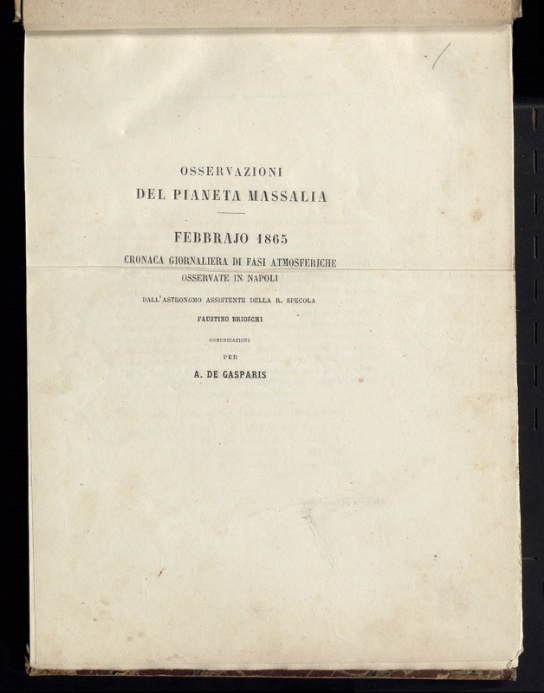 OSSERVAZIONI
DEL PIANETA MASSALIA
FEBBRAJO 1865
CRONACA GIORNALIERA DI FASI ATMOSFERICHE
OSSERVATE IN NAPOLI
DALL'ASTRONOMO ASSISTENTE DELLA R. SPECOLA
FAUSTINO BRIOSCHI
COMUNICAZIONI
PER
A. DE GASPARIS